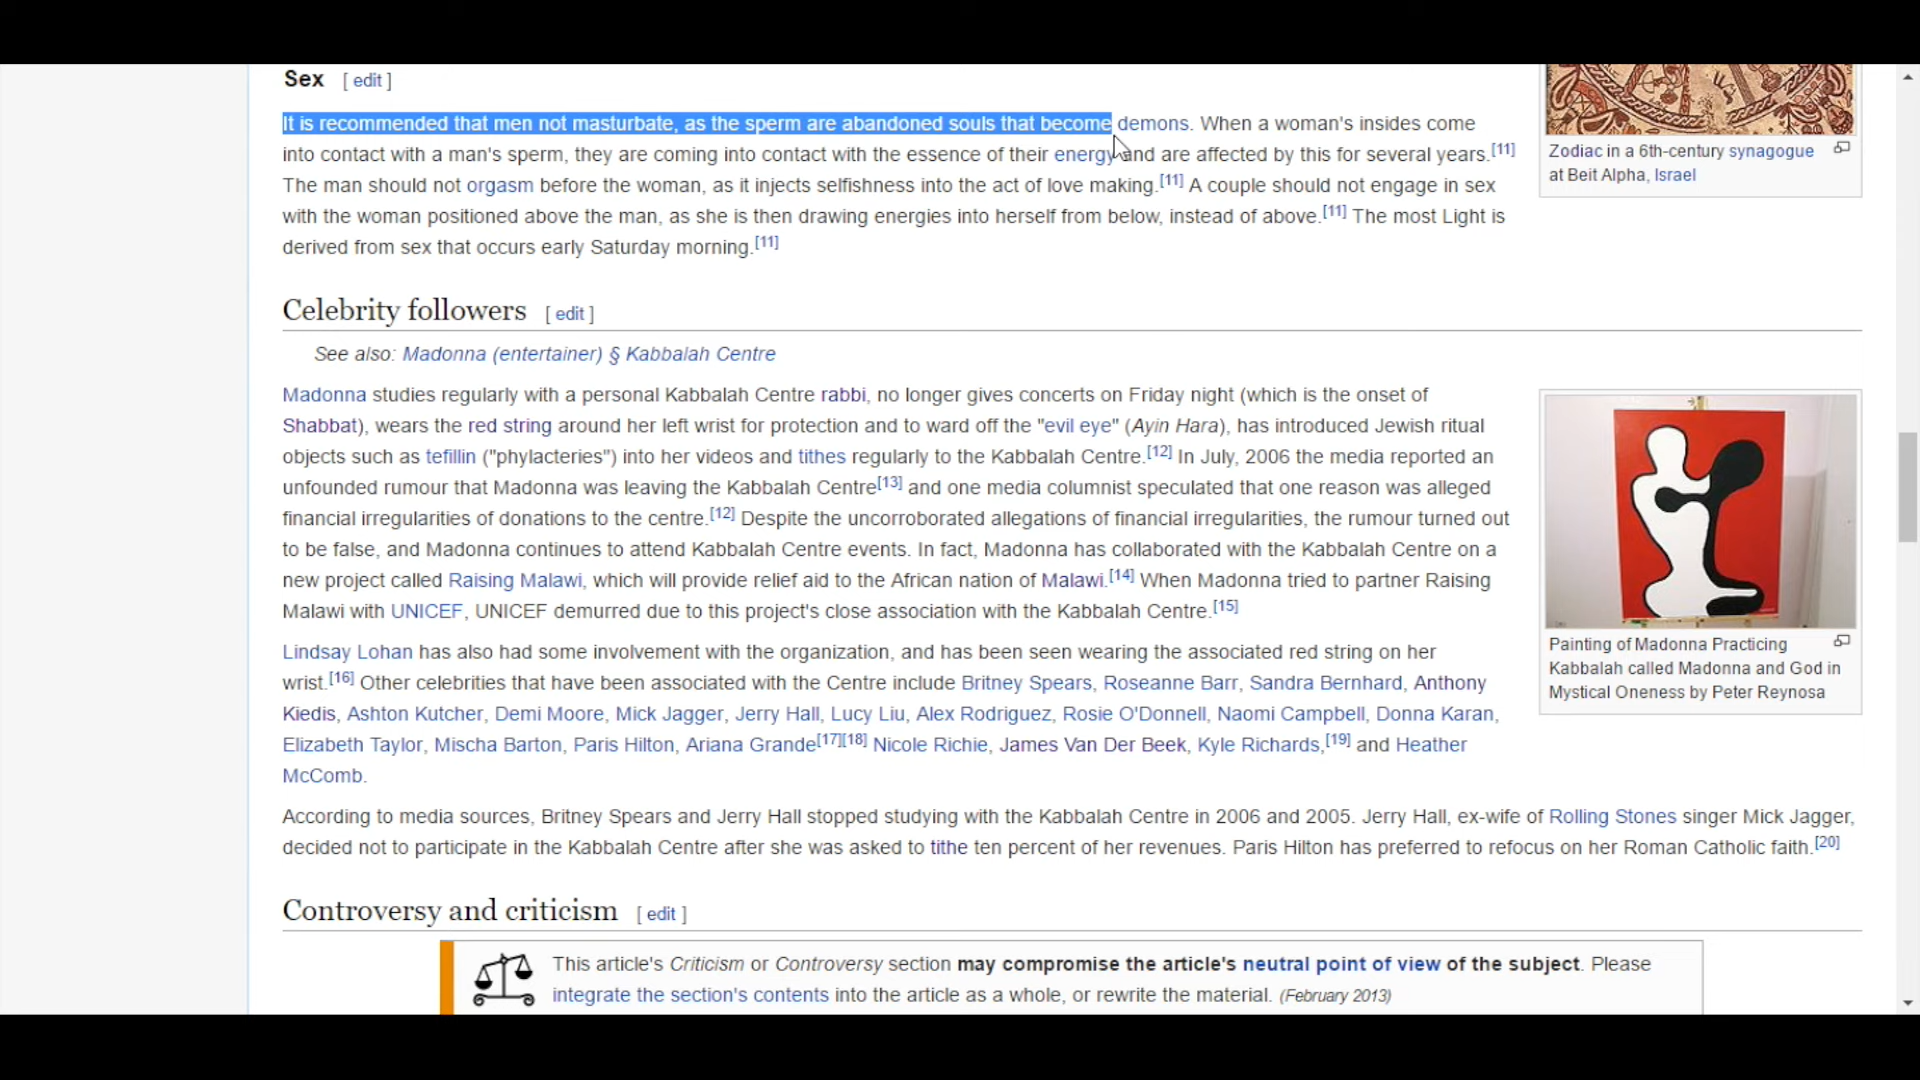 Sex [ edit ]
It is recommended that men not masturbate, as the sperm are abandoned souls that become demons. When a woman's insides come
into contact with a man's sperm, they are coming into contact with the essence of their energy and are affected by this for several years.[11]
The man should not orgasm before the woman, as it injects selfishness into the act of love making.[11] A couple should not engage in sex
with the woman positioned above the man, as she is then drawing energies into herself from below, instead of above.[11] The most Light is
derived from sex that occurs early Saturday morning.[11]
Zodiac in a 6th-century synagogue
at Beit Alpha, Israel
Celebrity followers [ edit ]
See also: Madonna (entertainer) § Kabbalah Centre
Madonna studies regularly with a personal Kabbalah Centre rabbi, no longer gives concerts on Friday night (which is the onset of
Shabbat), wears the red string around her left wrist for protection and to ward off the "evil eye" (Ayin Hara), has introduced Jewish ritual
objects such as tefillin ("phylacteries") into her videos and tithes regularly to the Kabbalah Centre.[12] In July, 2006 the media reported an
unfounded rumour that Madonna was leaving the Kabbalah Centre[13] and one media columnist speculated that one reason was alleged
financial irregularities of donations to the centre.[12] Despite the uncorroborated allegations of financial irregularities, the rumour turned out
to be false, and Madonna continues to attend Kabbalah Centre events. In fact, Madonna has collaborated with the Kabbalah Centre on a
new project called Raising Malawi, which will provide relief aid to the African nation of Malawi.[14] When Madonna tried to partner Raising
Malawi with UNICEF, UNICEF demurred due to this project's close association with the Kabbalah Centre.[15]
Lindsay Lohan has also had some involvement with the organization, and has been seen wearing the associated red string on her
wrist.[16] Other celebrities that have been associated with the Centre include Britney Spears, Roseanne Barr, Sandra Bernhard, Anthony
Kiedis, Ashton Kutcher, Demi Moore, Mick Jagger, Jerry Hall, Lucy Liu, Alex Rodriguez, Rosie O'Donnell, Naomi Campbell, Donna Karan,
Elizabeth Taylor, Mischa Barton, Paris Hilton, Ariana Grande[17][18] Nicole Richie, James Van Der Beek, Kyle Richards,[19] and Heather
McComb.
Painting of Madonna Practicing
Kabbalah called Madonna and God in
Mystical Oneness by Peter Reynosa
According to media sources, Britney Spears and Jerry Hall stopped studying with the Kabbalah Centre in 2006 and 2005. Jerry Hall, ex-wife of Rolling Stones singer Mick Jagger,
decided not to participate in the Kabbalah Centre after she was asked to tithe ten percent of her revenues. Paris Hilton has preferred to refocus on her Roman Catholic faith.[20]
Controversy and criticism [ edit ]
This article's Criticism or Controversy section may compromise the article's neutral point of view of the subject. Please
integrate the section's contents into the article as a whole, or rewrite the material. (February 2013)